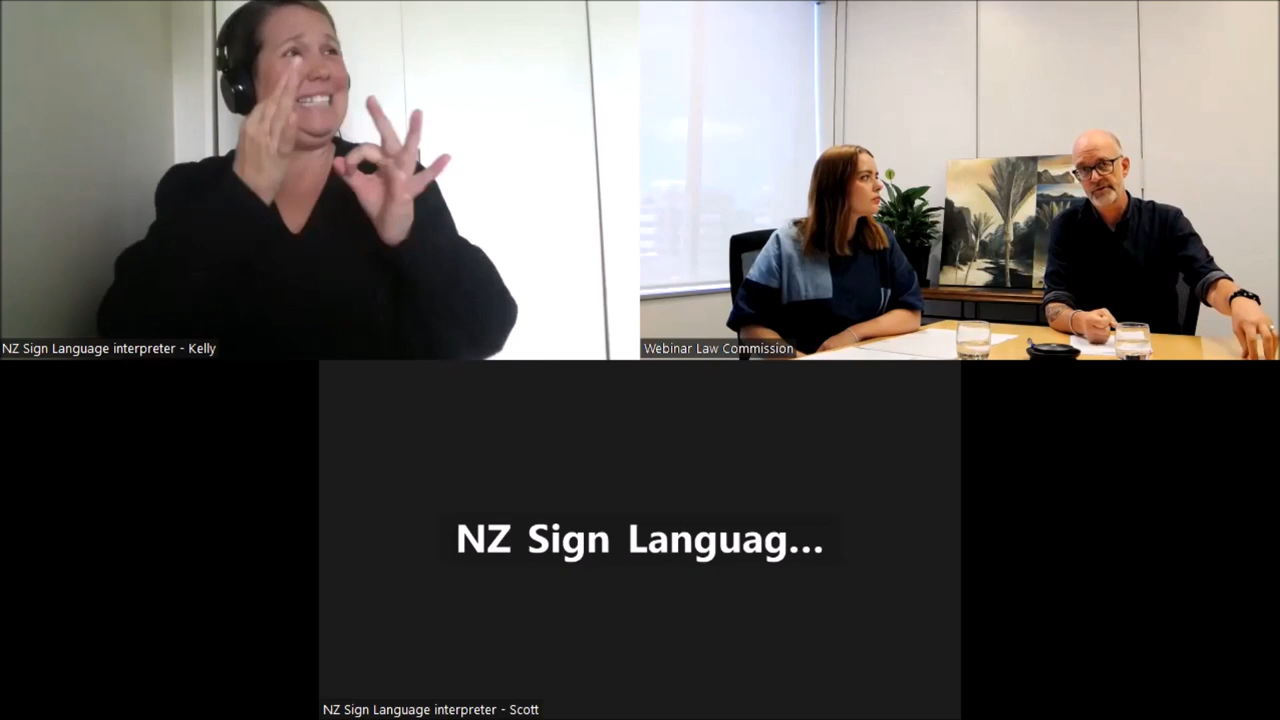 NZ Sign Language interpreter - Kelly
Webinar Law Commission
NZ Sign Languag...
NZ Sign Language interpreter - Scott